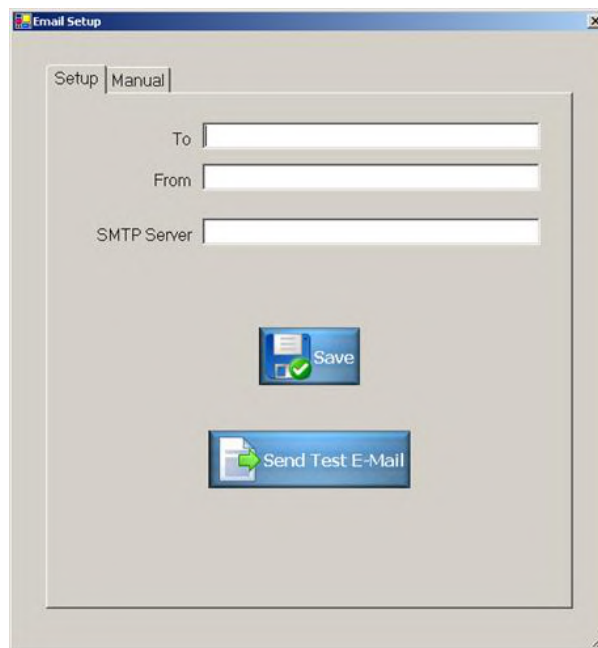 Email Setup
Setup Manual
To
From
SMTP Server
Save
Send Test E-Mail